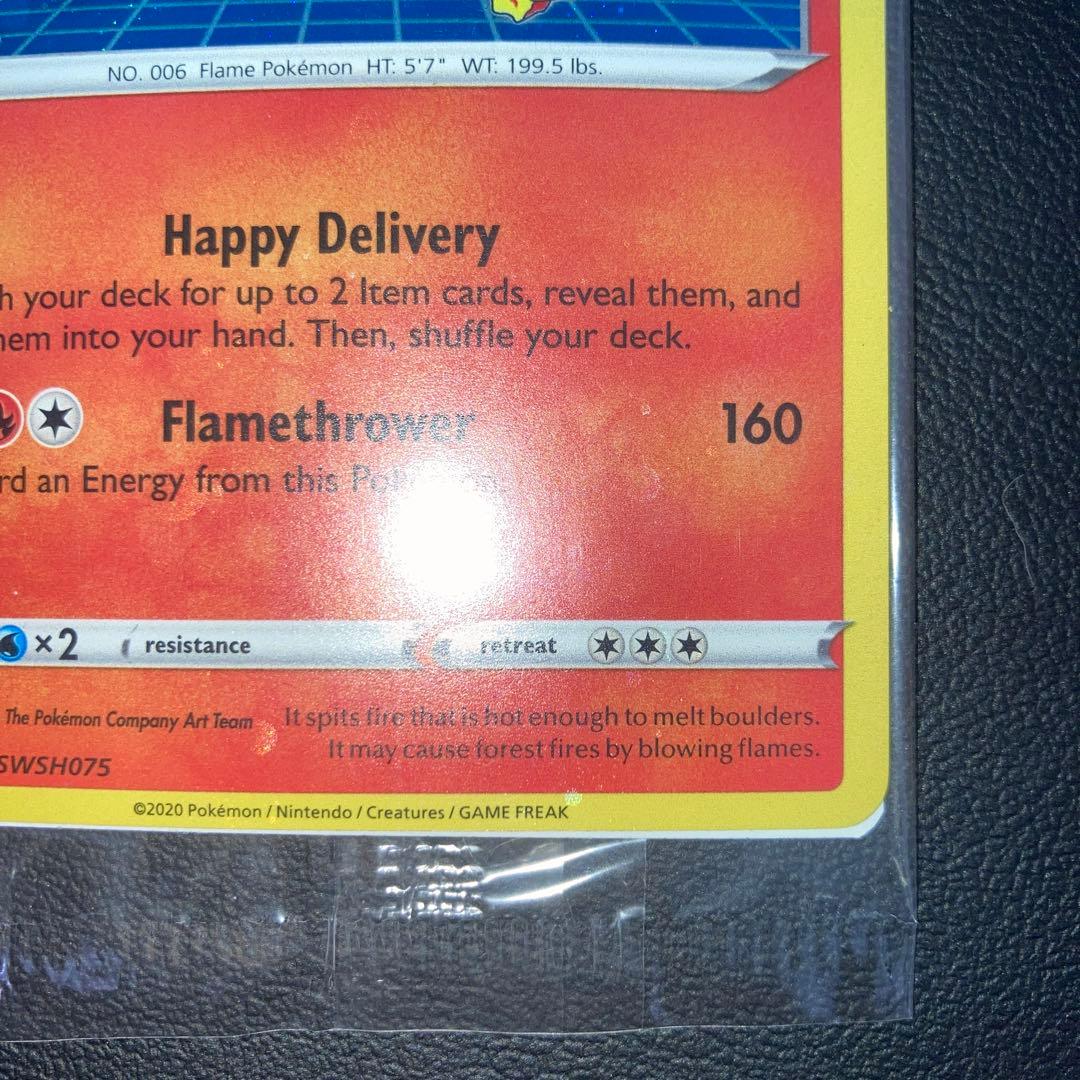 NO. 006 Flame Pokémon HT: 5'7" WT: 199.5 lbs.
Happy Delivery
h your deck for up to 2 Item cards, reveal them, and
hem into your hand. Then, shuffle your deck.
Flamethrower 160
rd an Energy from this
×2 resistance retreat
The Pokémon Company Art Team It spits fire that is hot enough to melt boulders.
It may cause forest fires by blowing flames.
SWSH075
©2020 Pokémon / Nintendo / Creatures / GAME FREAK